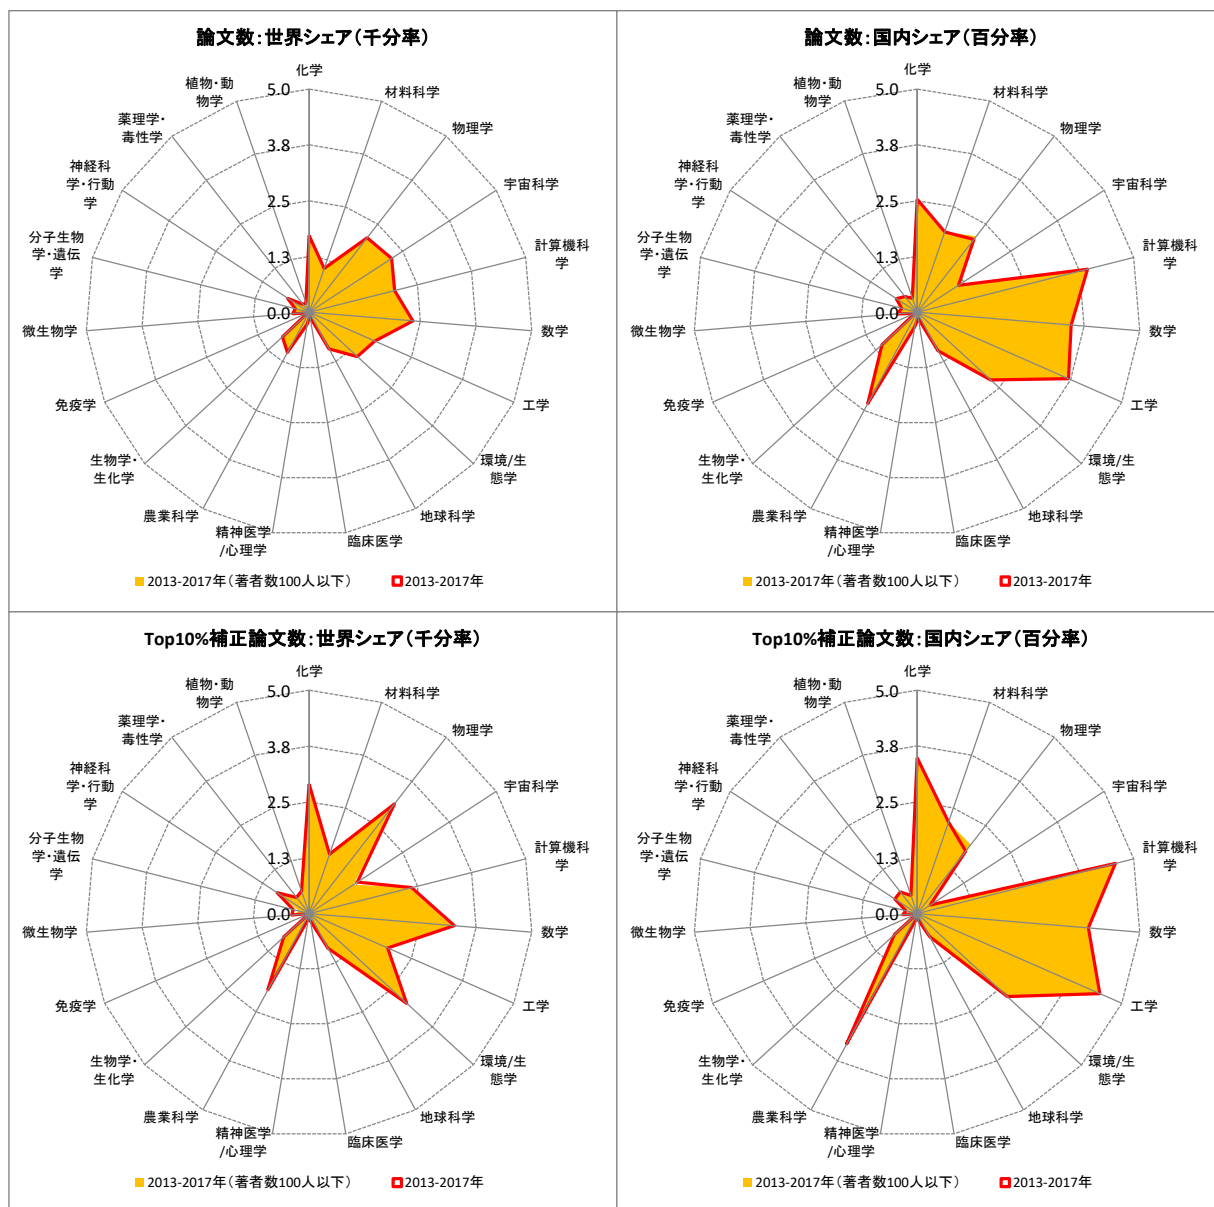 論文数：世界シェア（千分率）
化学
材料科学
物理学
宇宙科学
計算機科
学
数学
工学
環境/生
態学
地球科学
臨床医学
精神医学
/心理学
農業科学
生物学・
生化学
免疫学
微生物学
分子生物
学・遺伝
学
神経科
学・行動
学
薬理学・
毒性学
植物・動
物学
5.0
3.8
2.5
1.3
0.0
2013-2017年（著者数100人以下）
2013-2017年
論文数：国内シェア（百分率）
化学
材料科学
物理学
宇宙科学
計算機科
学
数学
工学
環境/生
態学
地球科学
臨床医学
精神医学
/心理学
農業科学
生物学・
生化学
免疫学
微生物学
分子生物
学・遺伝
学
神経科
学・行動
学
薬理学・
毒性学
植物・動
物学
5.0
3.8
2.5
1.3
0.0
2013-2017年（著者数100人以下）
2013-2017年
Top10%補正論文数：世界シェア（千分率）
化学
材料科学
物理学
宇宙科学
計算機科
学
数学
工学
環境/生
態学
地球科学
臨床医学
精神医学
/心理学
農業科学
生物学・
生化学
免疫学
微生物学
分子生物
学・遺伝
学
神経科
学・行動
学
薬理学・
毒性学
植物・動
物学
5.0
3.8
2.5
1.3
0.0
2013-2017年（著者数100人以下）
2013-2017年
Top10%補正論文数：国内シェア（百分率）
化学
材料科学
物理学
宇宙科学
計算機科
学
数学
工学
環境/生
態学
地球科学
臨床医学
精神医学
/心理学
農業科学
生物学・
生化学
免疫学
微生物学
分子生物
学・遺伝
学
神経科
学・行動
学
薬理学・
毒性学
植物・動
物学
5.0
3.8
2.5
1.3
0.0
2013-2017年（著者数100人以下）
2013-2017年